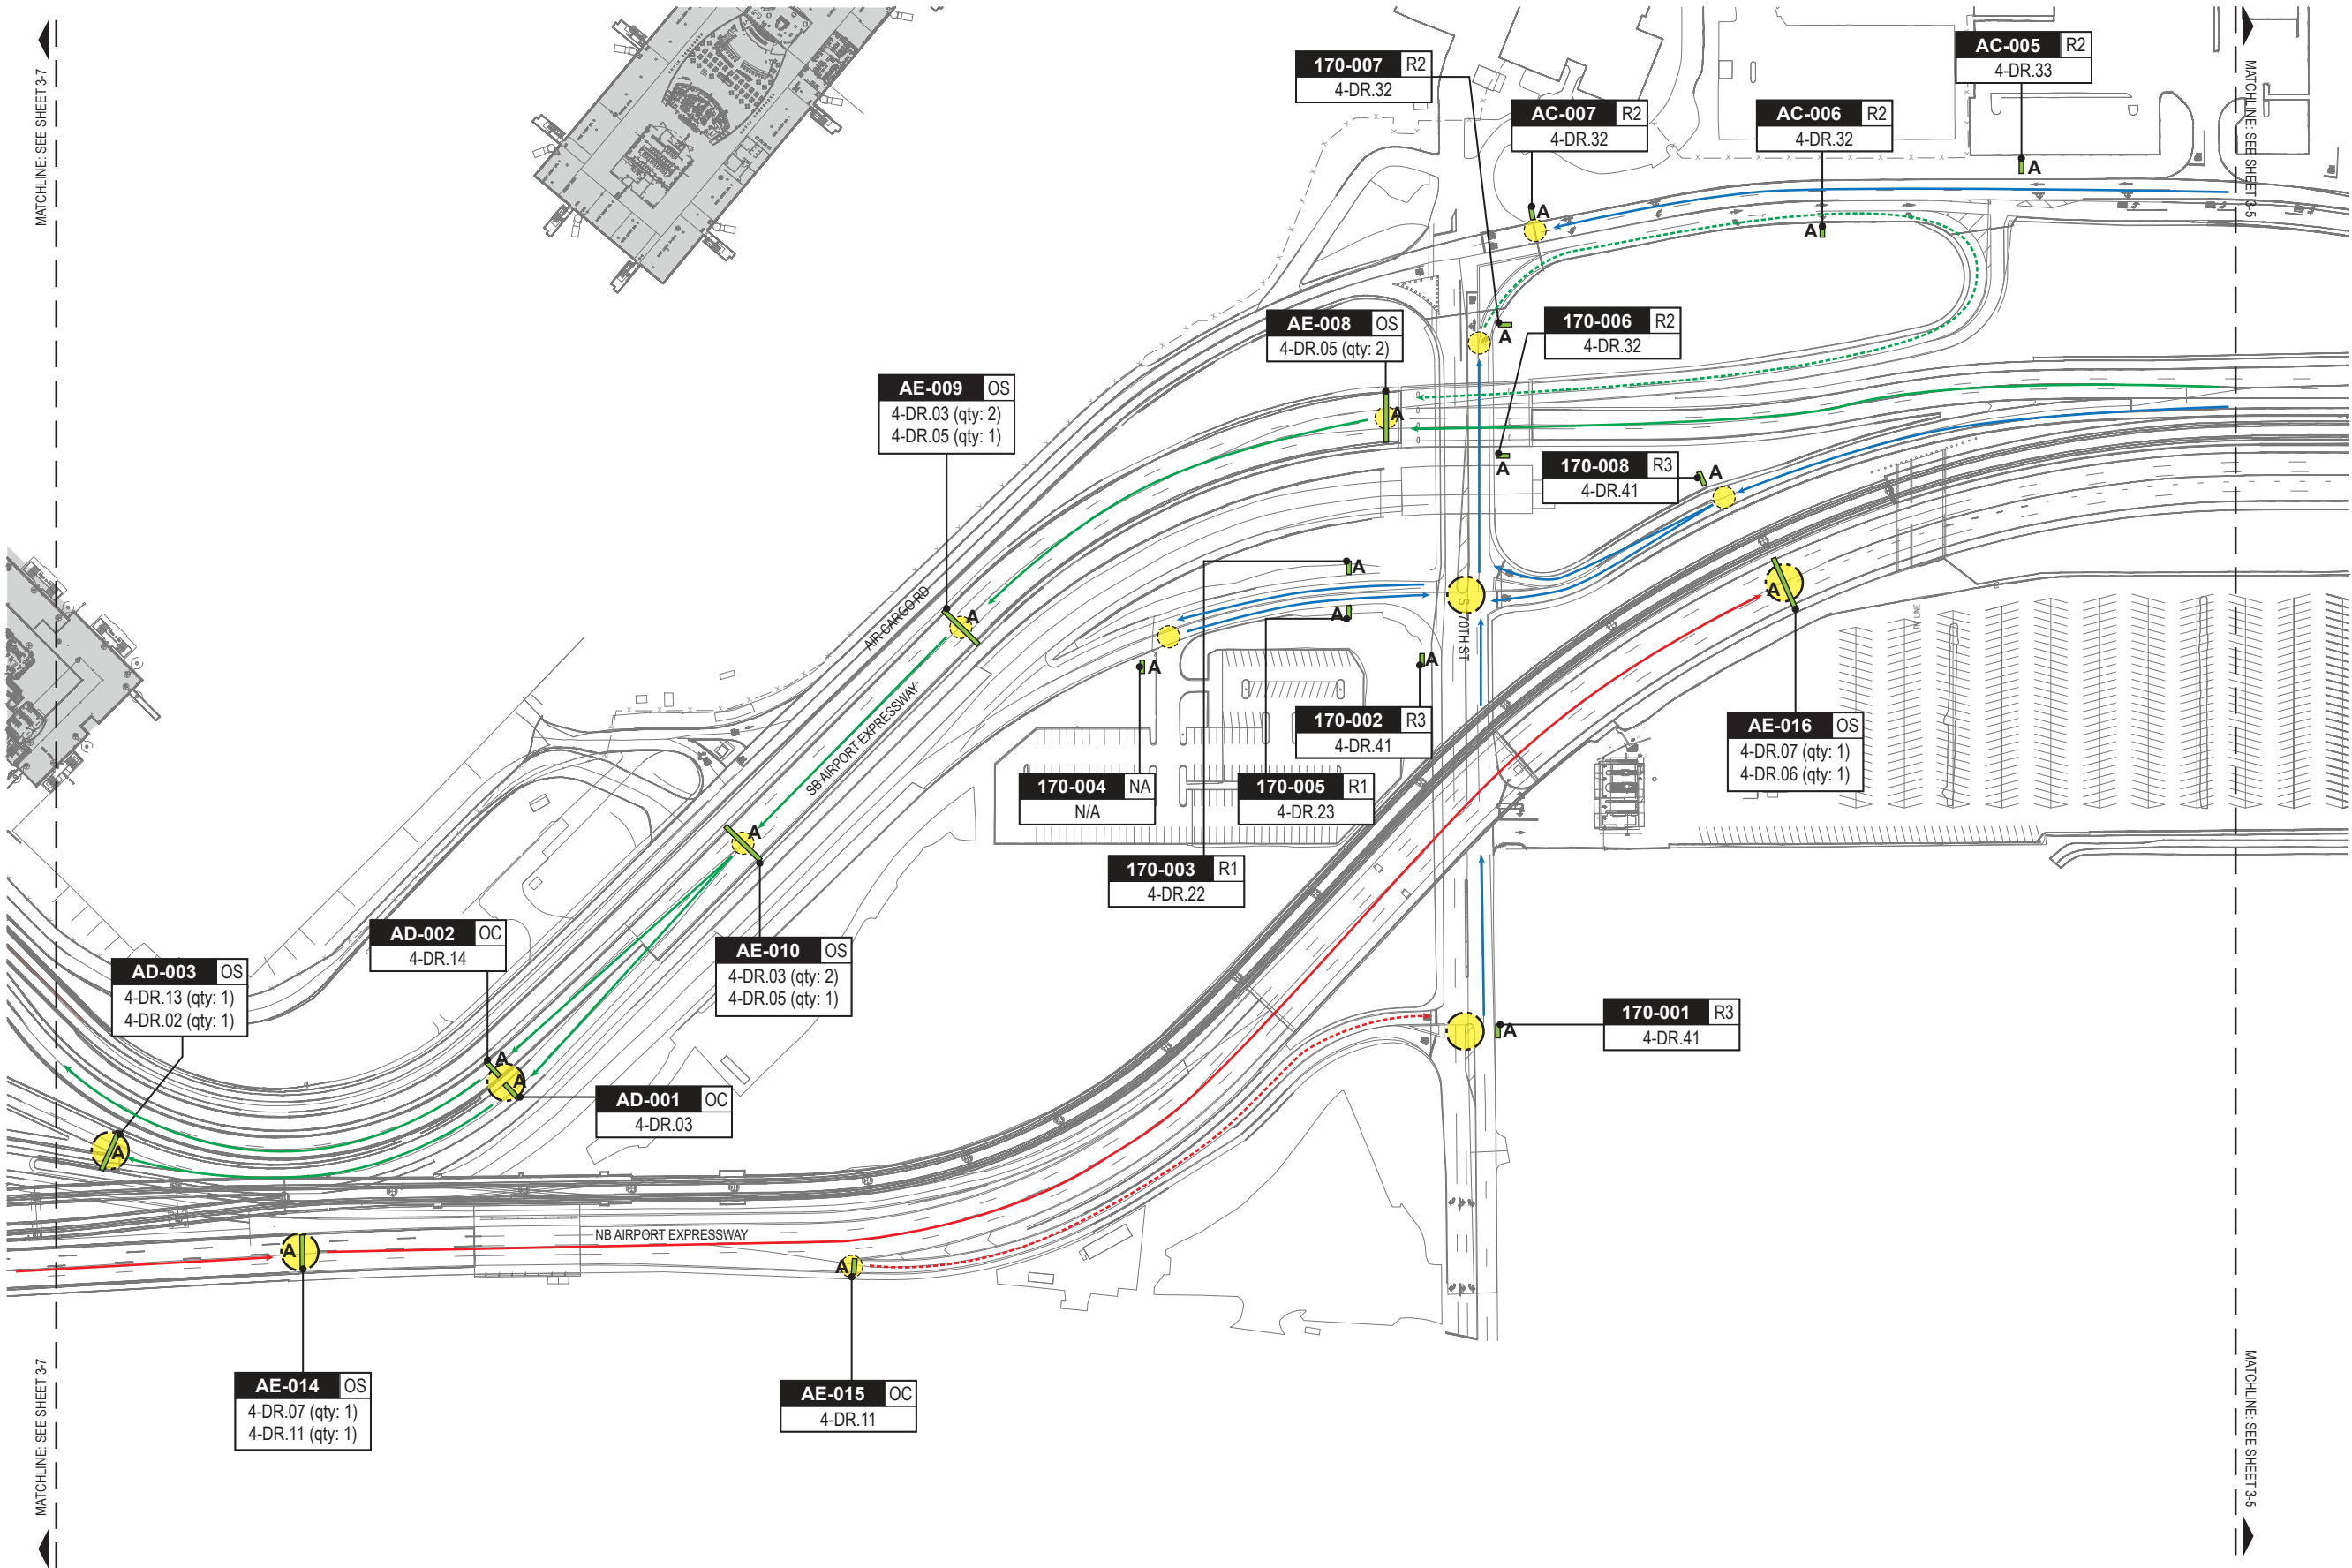 MATCHLINE: SEE SHEET 3-7
MATCHLINE: SEE SHEET 3-5
170-007 R2
4-DR.32
AC-005 R2
4-DR.33
AC-007 R2
4-DR.32
AC-006 R2
4-DR.32
A
A
A
A
AE-008 OS
4-DR.05 (qty: 2)
170-006 R2
4-DR.32
AE-009 OS
4-DR.03 (qty: 2)
4-DR.05 (qty: 1)
A
A
170-008 R3
4-DR.41
A
A
A
A
A
A
A
A
S 70TH ST
TIV LINE
AIR CARGO RD
SB AIRPORT EXPRESSWAY
170-002 R3
4-DR.41
AE-016 OS
4-DR.07 (qty: 1)
4-DR.06 (qty: 1)
170-004 NA
N/A
170-005 R1
4-DR.23
A
170-003 R1
4-DR.22
AD-002 OC
4-DR.14
AE-010 OS
4-DR.03 (qty: 2)
4-DR.05 (qty: 1)
AD-003 OS
4-DR.13 (qty: 1)
4-DR.02 (qty: 1)
170-001 R3
4-DR.41
A
A
A
AD-001 OC
4-DR.03
A
NB AIRPORT EXPRESSWAY
A
A
AE-014 OS
4-DR.07 (qty: 1)
4-DR.11 (qty: 1)
AE-015 OC
4-DR.11
MATCHLINE: SEE SHEET 3-7
MATCHLINE: SEE SHEET 3-5